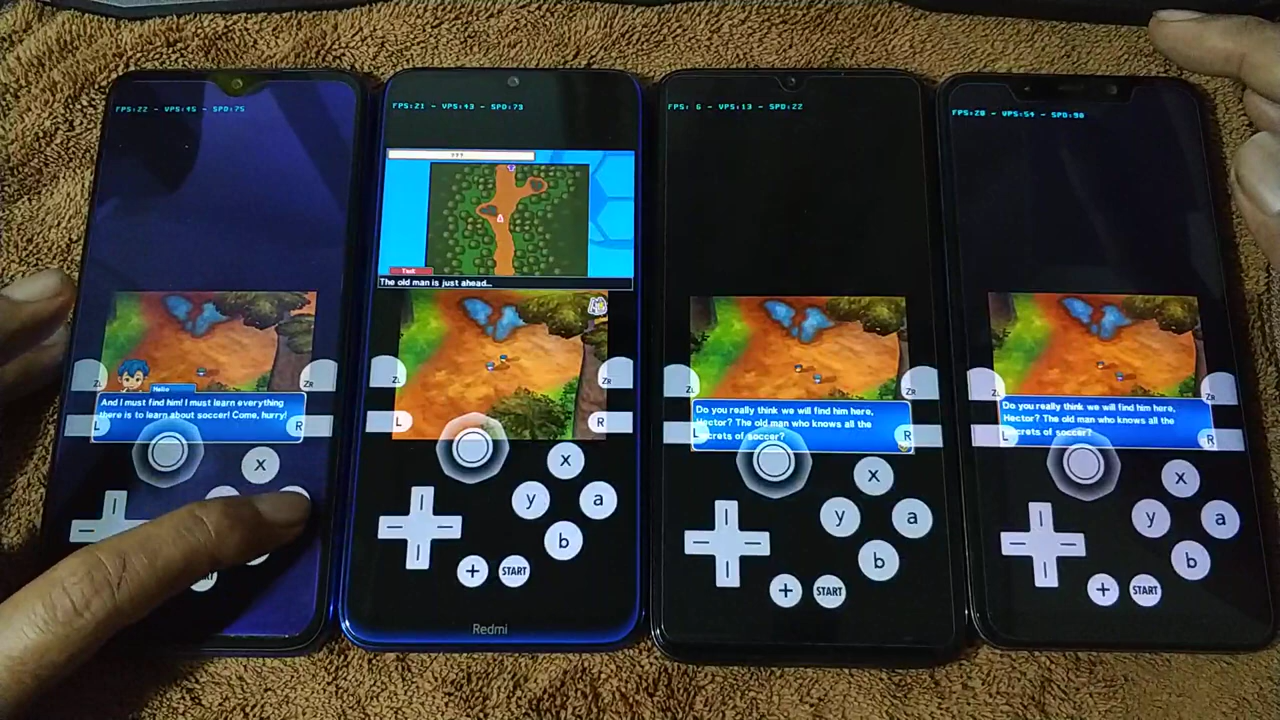 FPS:22 - VPS:45 - SPD:75
Hello
And I must find him! I must learn everything
there is to learn about soccer! Come, hurry!
ZL
ZR
L
R
x
FPS:21 - VPS:43 - SPD:73
???
Task
The old man is just ahead...
ZL
ZR
L
R
x
y
a
b
+
START
Redmi
FPS: 6 - VPS:13 - SPD:22
ZL
ZR
Do you really think we will find him here,
Hector? The old man who knows all the
secrets of soccer?
L
R
x
y
a
b
+
START
FPS:28 - VPS:54 - SPD:90
ZL
ZR
Do you really think we will find him here,
Hector? The old man who knows all the
secrets of soccer?
L
R
x
y
a
b
+
START